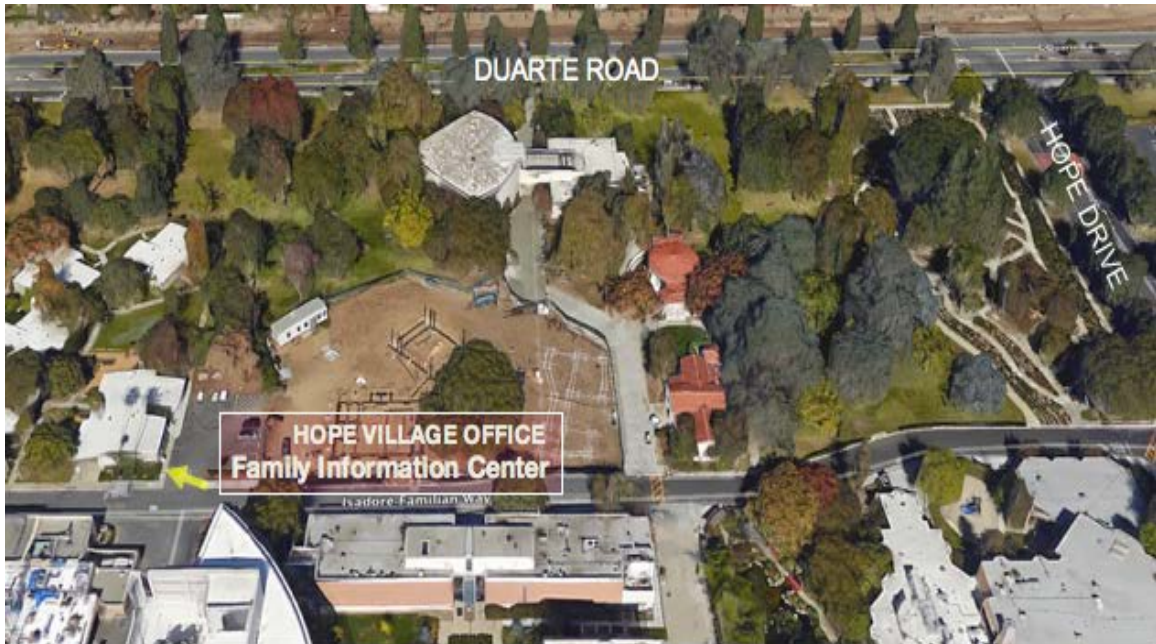 DUARTE ROAD
HOPE DRIVE
HOPE VILLAGE OFFICE
Family Information Center
Isadore Familian Way